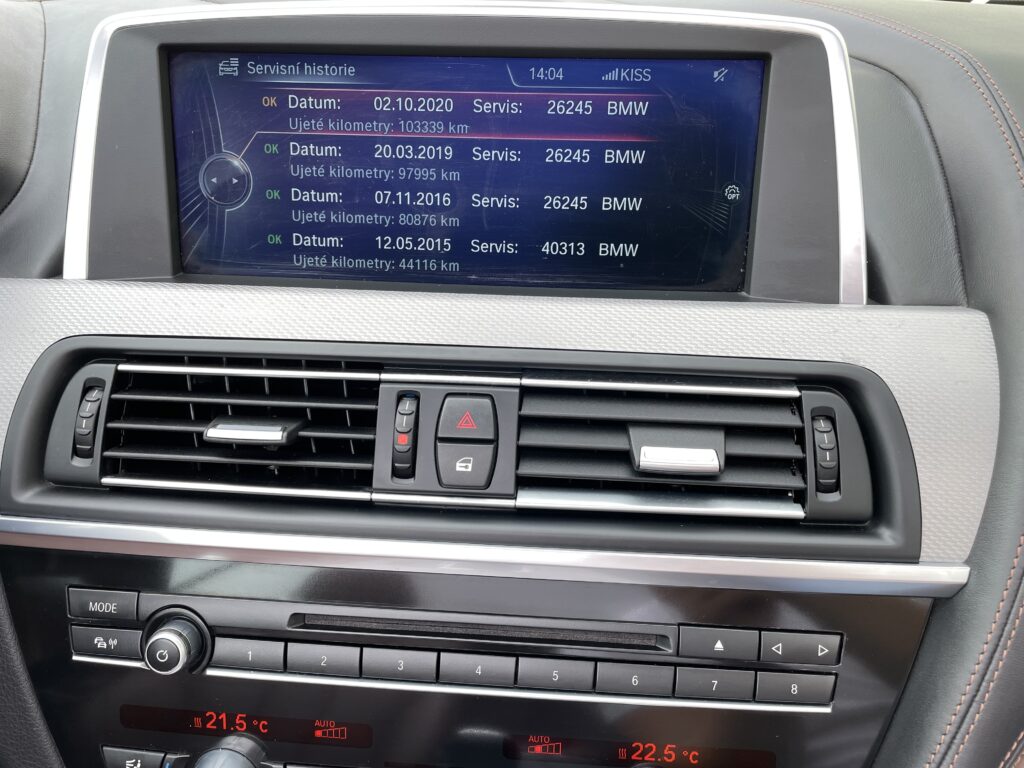 Servisní historie 14:04 KISS
OK Datum: 02.10.2020 Servis: 26245 BMW
Ujeté kilometry: 103339 km
OK Datum: 20.03.2019 Servis: 26245 BMW
Ujeté kilometry: 97995 km
OK Datum: 07.11.2016 Servis: 26245 BMW
Ujeté kilometry: 80876 km
OK Datum: 12.05.2015 Servis: 40313 BMW
Ujeté kilometry: 44116 km
OPT
MODE
1 2 3 4 5 6 7 8
21.5 °C AUTO
AUTO 22.5 °C